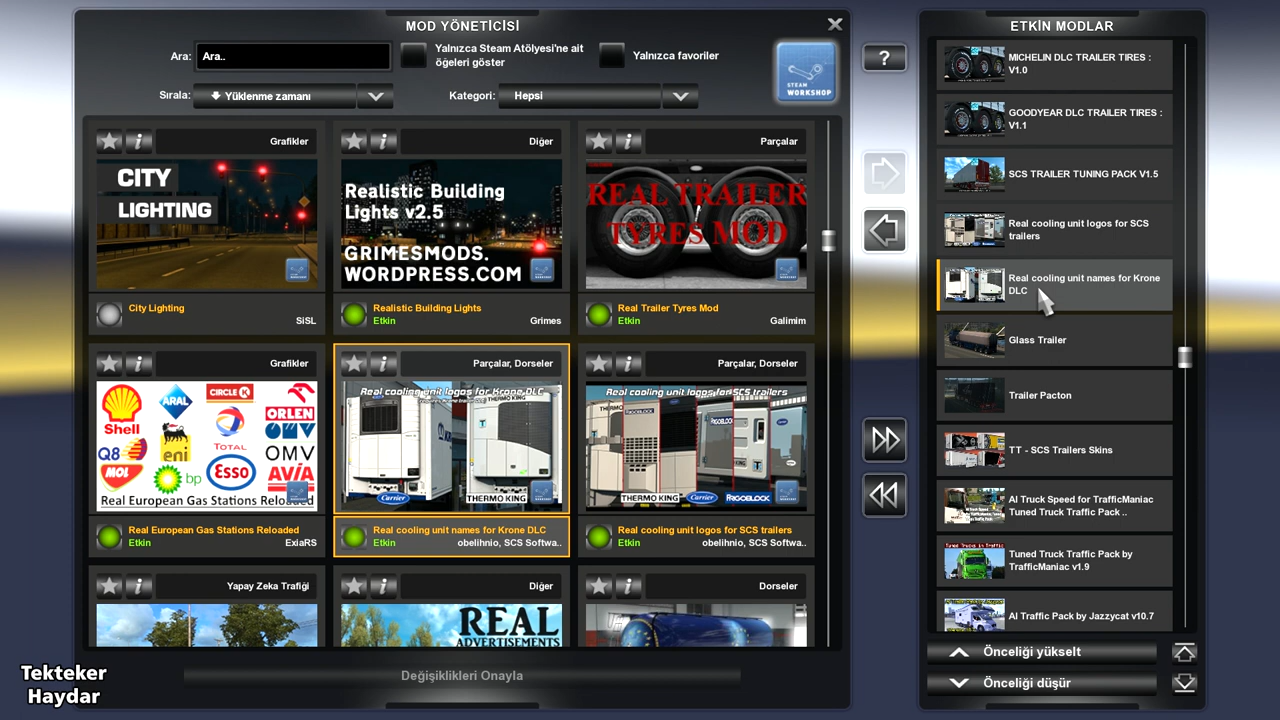 MOD YÖNETİCİSİ
Ara:
Ara..
Yalnızca Steam Atölyesi'ne ait
öğeleri göster
Yalnızca favoriler
STEAM
WORKSHOP
Sırala:
Yüklenme zamanı
Kategori:
Hepsi
Grafikler
CITY
LIGHTING
City Lighting
SiSL
Diğer
Realistic Building
Lights v2.5
GRIMESMODS.
WORDPRESS.COM
Realistic Building Lights
Etkin
Grimes
Parçalar
REAL TRAILER
TYRES MOD
Real Trailer Tyres Mod
Etkin
Galimim
Grafikler
Shell
ARAL
CIRCLE K
ORLEN
Q8
eni
TOTAL
OMV
OMV
MOL
bp
Esso
AVIA
Real European Gas Stations Reloaded
Real European Gas Stations Reloaded
Etkin
ExiaRS
Parçalar, Dorseler
Real cooling unit logos for Krone DLC
Carrier
THERMO KING
Real cooling unit names for Krone DLC
Etkin
obelihnio, SCS Softwa..
Parçalar, Dorseler
Real cooling unit logos for SCS trailers
THERMO KING
Carrier
FRIGOBLOCK
Real cooling unit logos for SCS trailers
Etkin
obelihnio, SCS Softwa..
Yapay Zeka Trafiği
Diğer
REAL
ADVERTISEMENTS
Dorseler
Değişiklikleri Onayla
Tekteker
Haydar
?
ETKİN MODLAR
MICHELIN DLC TRAILER TIRES :
V1.0
GOODYEAR DLC TRAILER TIRES :
V1.1
SCS TRAILER TUNING PACK V1.5
Real cooling unit logos for SCS
trailers
Real cooling unit names for Krone
DLC
Glass Trailer
Trailer Pacton
TT - SCS Trailers Skins
AI Truck Speed for TrafficManiac
Tuned Truck Traffic Pack ..
Tuned Truck Traffic Pack by
TrafficManiac v1.9
AI Traffic Pack by Jazzycat v10.7
Önceliği yükselt
Önceliği düşür